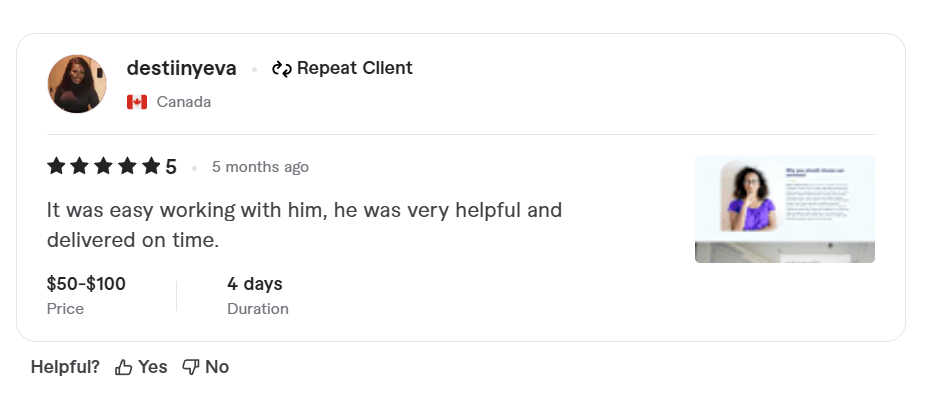 destiinyeva
Repeat Client
Canada
5
5 months ago
It was easy working with him, he was very helpful and
delivered on time.
$50-$100
4 days
Price
Duration
Why you should choose our
services?
Helpful?
Yes
No